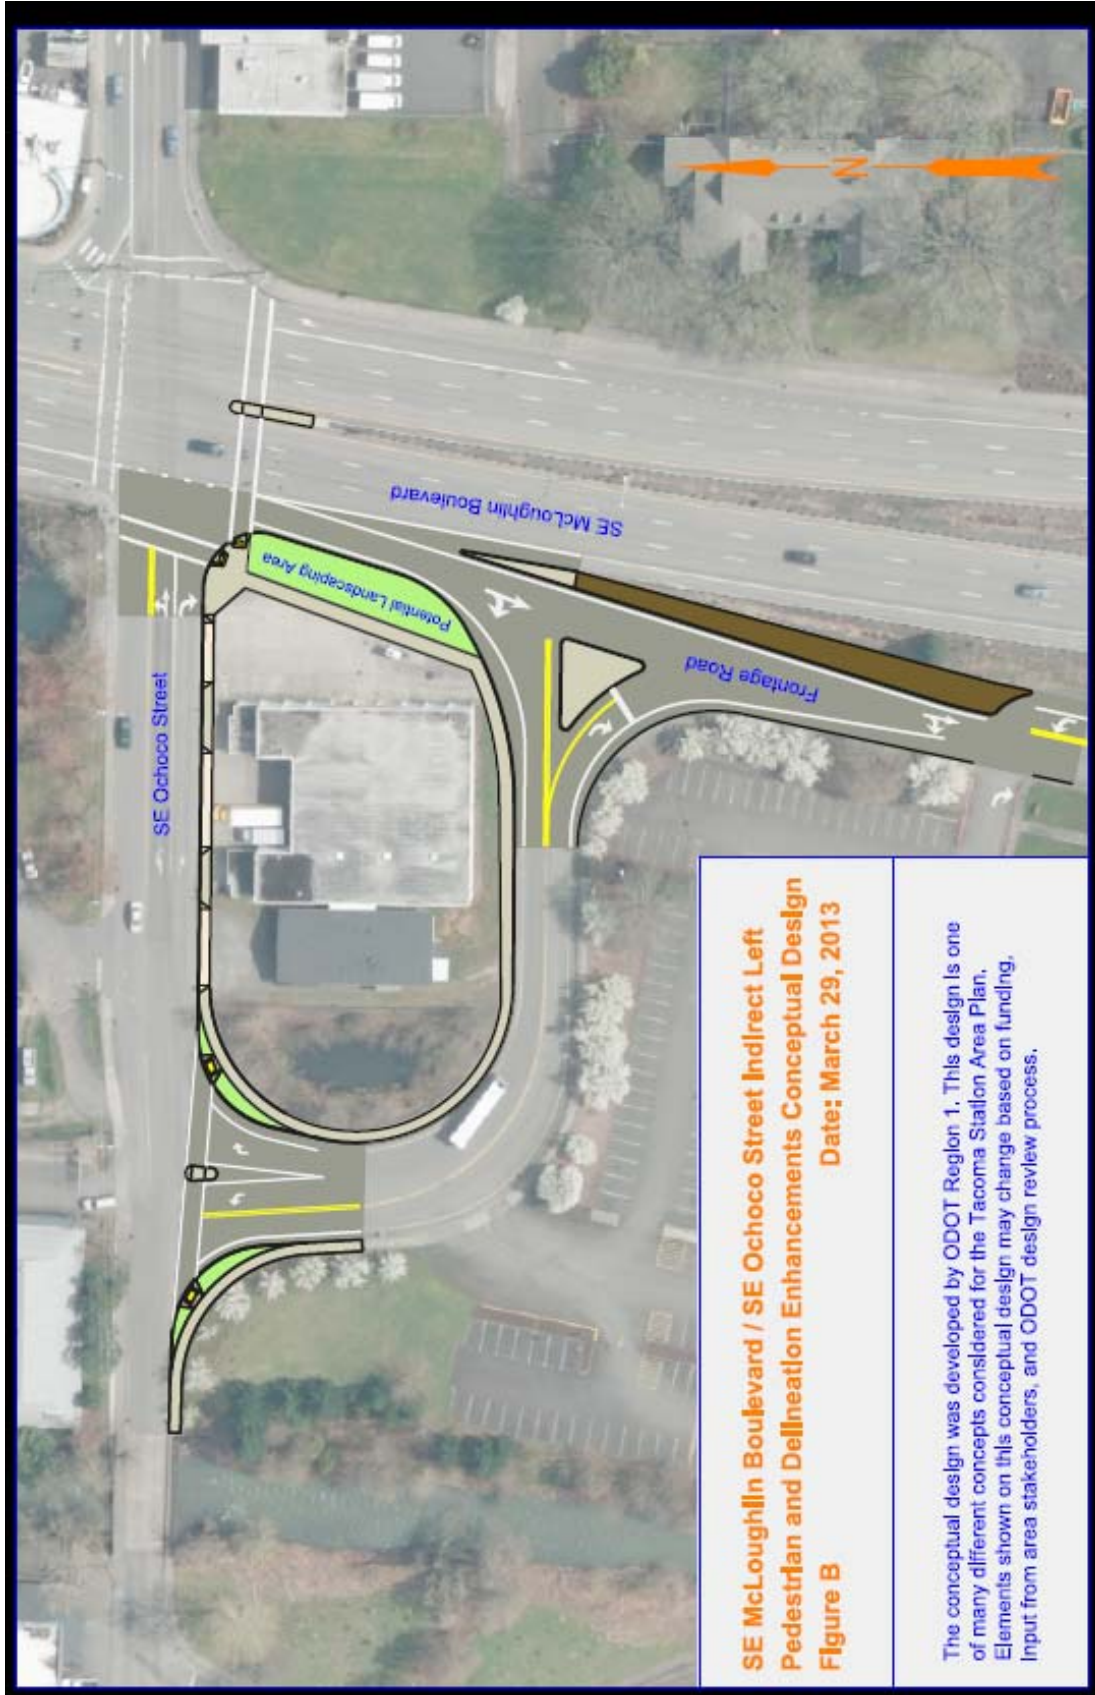 SE Ochoco Street
SE McLoughlin Boulevard
Potential Landscaping Area
Frontage Road
N
SE McLoughlin Boulevard / SE Ochoco Street Indirect Left
Pedestrian and Delineation Enhancements Conceptual Design
Figure B Date: March 29, 2013
The conceptual design was developed by ODOT Region 1. This design is one
of many different concepts considered for the Tacoma Station Area Plan.
Elements shown on this conceptual design may change based on funding,
input from area stakeholders, and ODOT design review process.